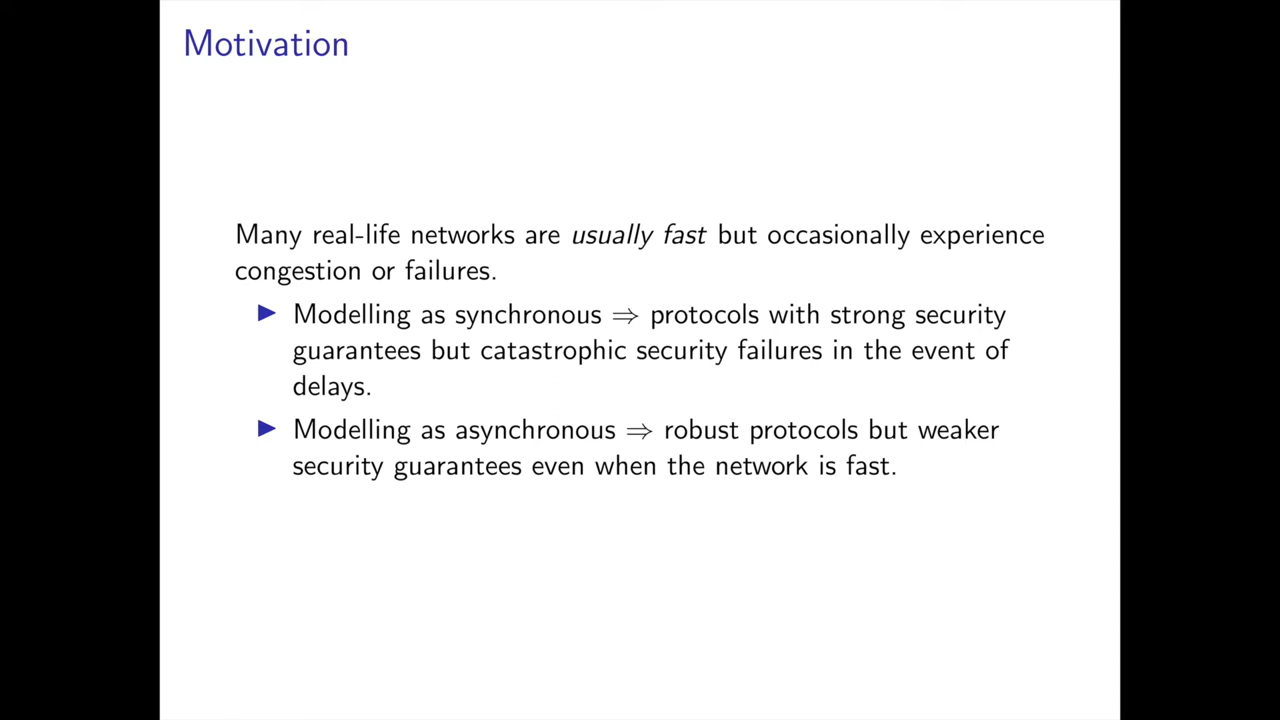 Motivation
Many real-life networks are usually fast but occasionally experience
congestion or failures.
▶ Modelling as synchronous ⇒ protocols with strong security
guarantees but catastrophic security failures in the event of
delays.
▶ Modelling as asynchronous ⇒ robust protocols but weaker
security guarantees even when the network is fast.